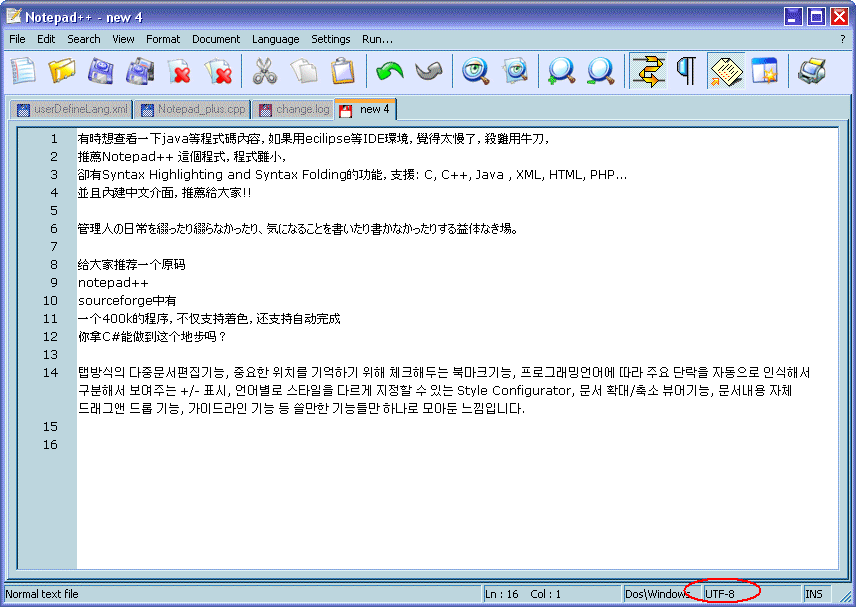 Notepad++ - new 4
File Edit Search View Format Document Language Settings Run... ?
userDefineLang.xml Notepad_plus.cpp change.log new 4
1 有時想查看一下java等程式碼內容, 如果用ecilipse等IDE環境, 覺得太慢了, 殺雞用牛刀,
2 推薦Notepad++ 這個程式, 程式雖小,
3 卻有Syntax Highlighting and Syntax Folding的功能, 支援: C, C++, Java , XML, HTML, PHP...
4 並且內建中文介面, 推薦給大家!!
5
6 管理人の日常を綴ったり綴らなかったり、気になることを書いたり書かなかったりする益体なき場。
7
8 给大家推荐一个原码
9 notepad++
10 sourceforge中有
11 一个400k的程序, 不仅支持着色, 还支持自动完成
12 你拿C#能做到这个地步吗？
13
14 탭방식의 다중문서편집기능, 중요한 위치를 기억하기 위해 체크해두는 북마크기능, 프로그래밍언어에 따라 주요 단락을 자동으로 인식해서
구분해서 보여주는 +/- 표시, 언어별로 스타일을 다르게 지정할 수 있는 Style Configurator, 문서 확대/축소 뷰어기능, 문서내용 자체
드래그앤 드롭 기능, 가이드라인 기능 등 쓸만한 기능들만 하나로 모아둔 느낌입니다.
15
16
Normal text file Ln : 16 Col : 1 Dos\Windows UTF-8 INS